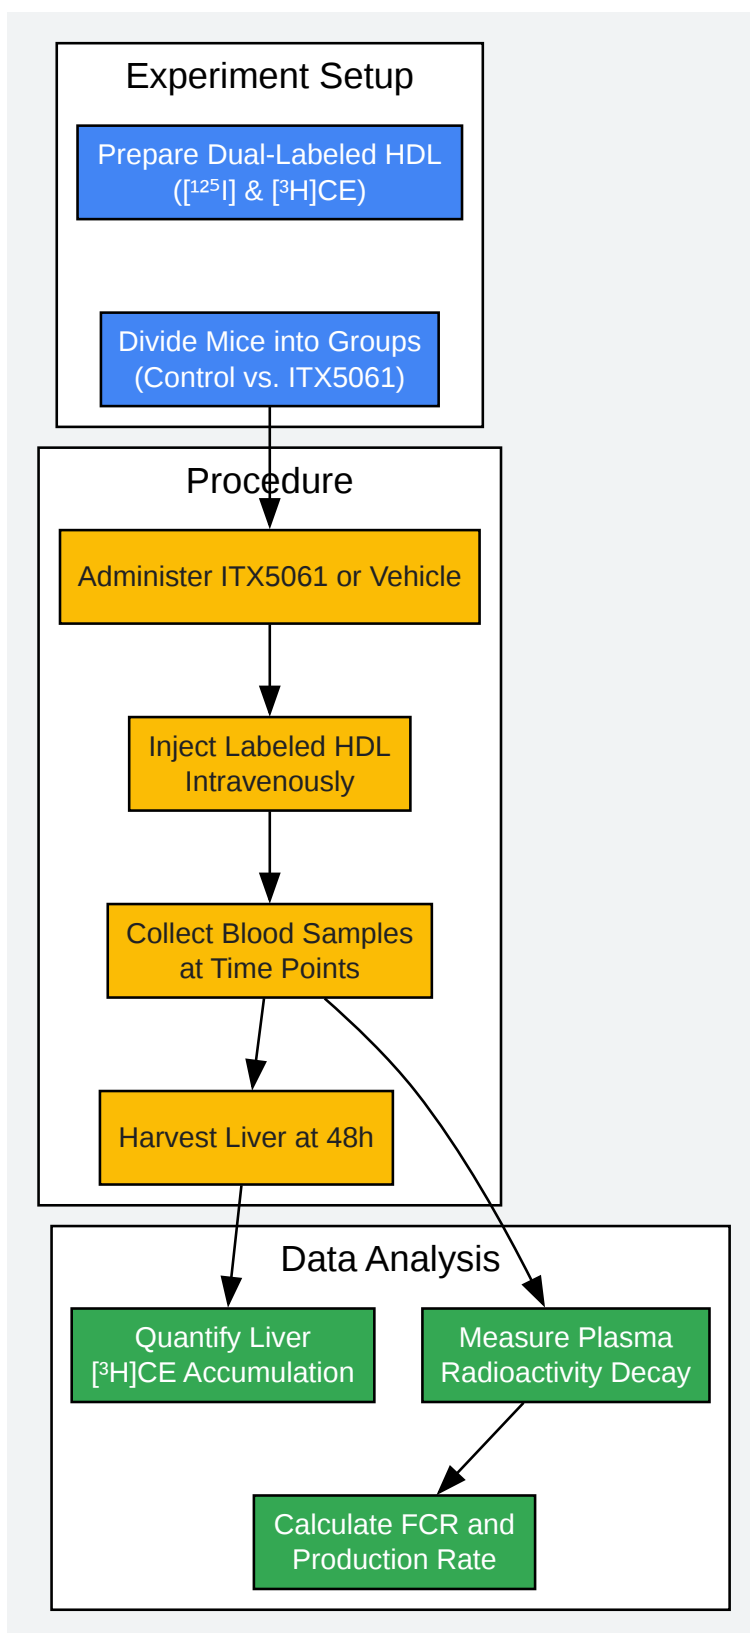 Experiment Setup
Prepare Dual-Labeled HDL
([¹²⁵I] & [³H]CE)
Divide Mice into Groups
(Control vs. ITX5061)
Procedure
Administer ITX5061 or Vehicle
Inject Labeled HDL
Intravenously
Collect Blood Samples
at Time Points
Harvest Liver at 48h
Data Analysis
Quantify Liver
[³H]CE Accumulation
Measure Plasma
Radioactivity Decay
Calculate FCR and
Production Rate